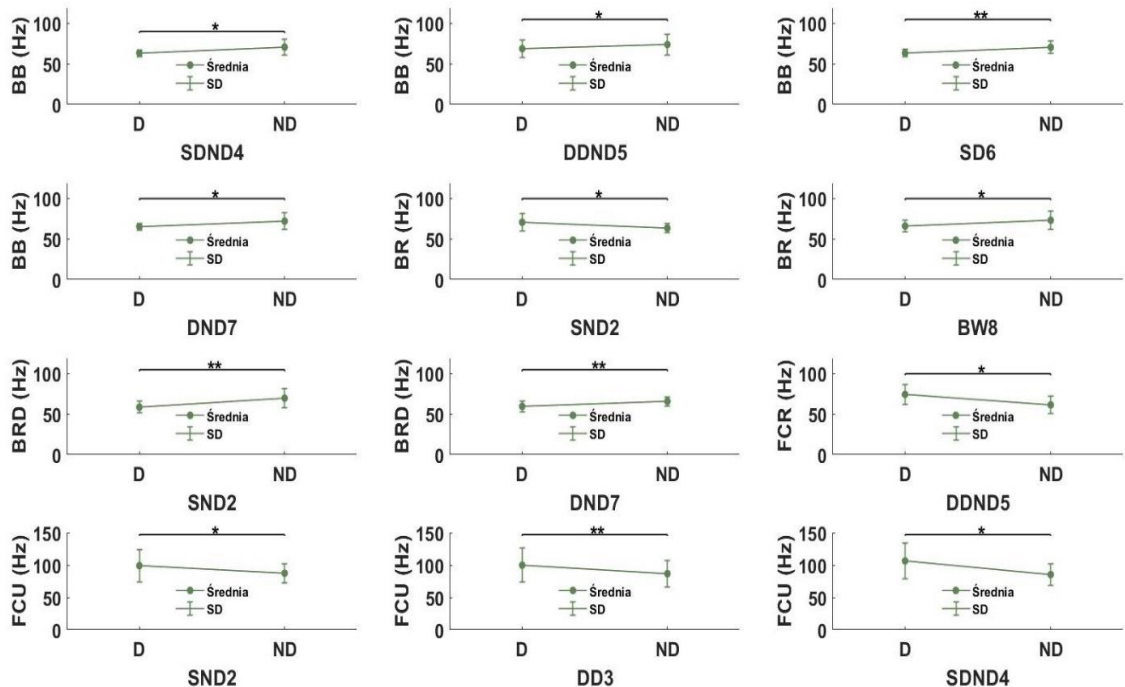 BB (Hz)
100
50
0
*
Średnia
SD
D
ND
SDND4
BB (Hz)
100
50
0
*
Średnia
SD
D
ND
DDND5
BB (Hz)
100
50
0
**
Średnia
SD
D
ND
SD6
BB (Hz)
100
50
0
*
Średnia
SD
D
ND
DND7
BR (Hz)
100
50
0
*
Średnia
SD
D
ND
SND2
BR (Hz)
100
50
0
*
Średnia
SD
D
ND
BW8
BRD (Hz)
100
50
0
**
Średnia
SD
D
ND
SND2
BRD (Hz)
100
50
0
**
Średnia
SD
D
ND
DND7
FCR (Hz)
100
50
0
*
Średnia
SD
D
ND
DDND5
FCU (Hz)
150
100
50
0
*
Średnia
SD
D
ND
SND2
FCU (Hz)
150
100
50
0
**
Średnia
SD
D
ND
DD3
FCU (Hz)
150
100
50
0
*
Średnia
SD
D
ND
SDND4